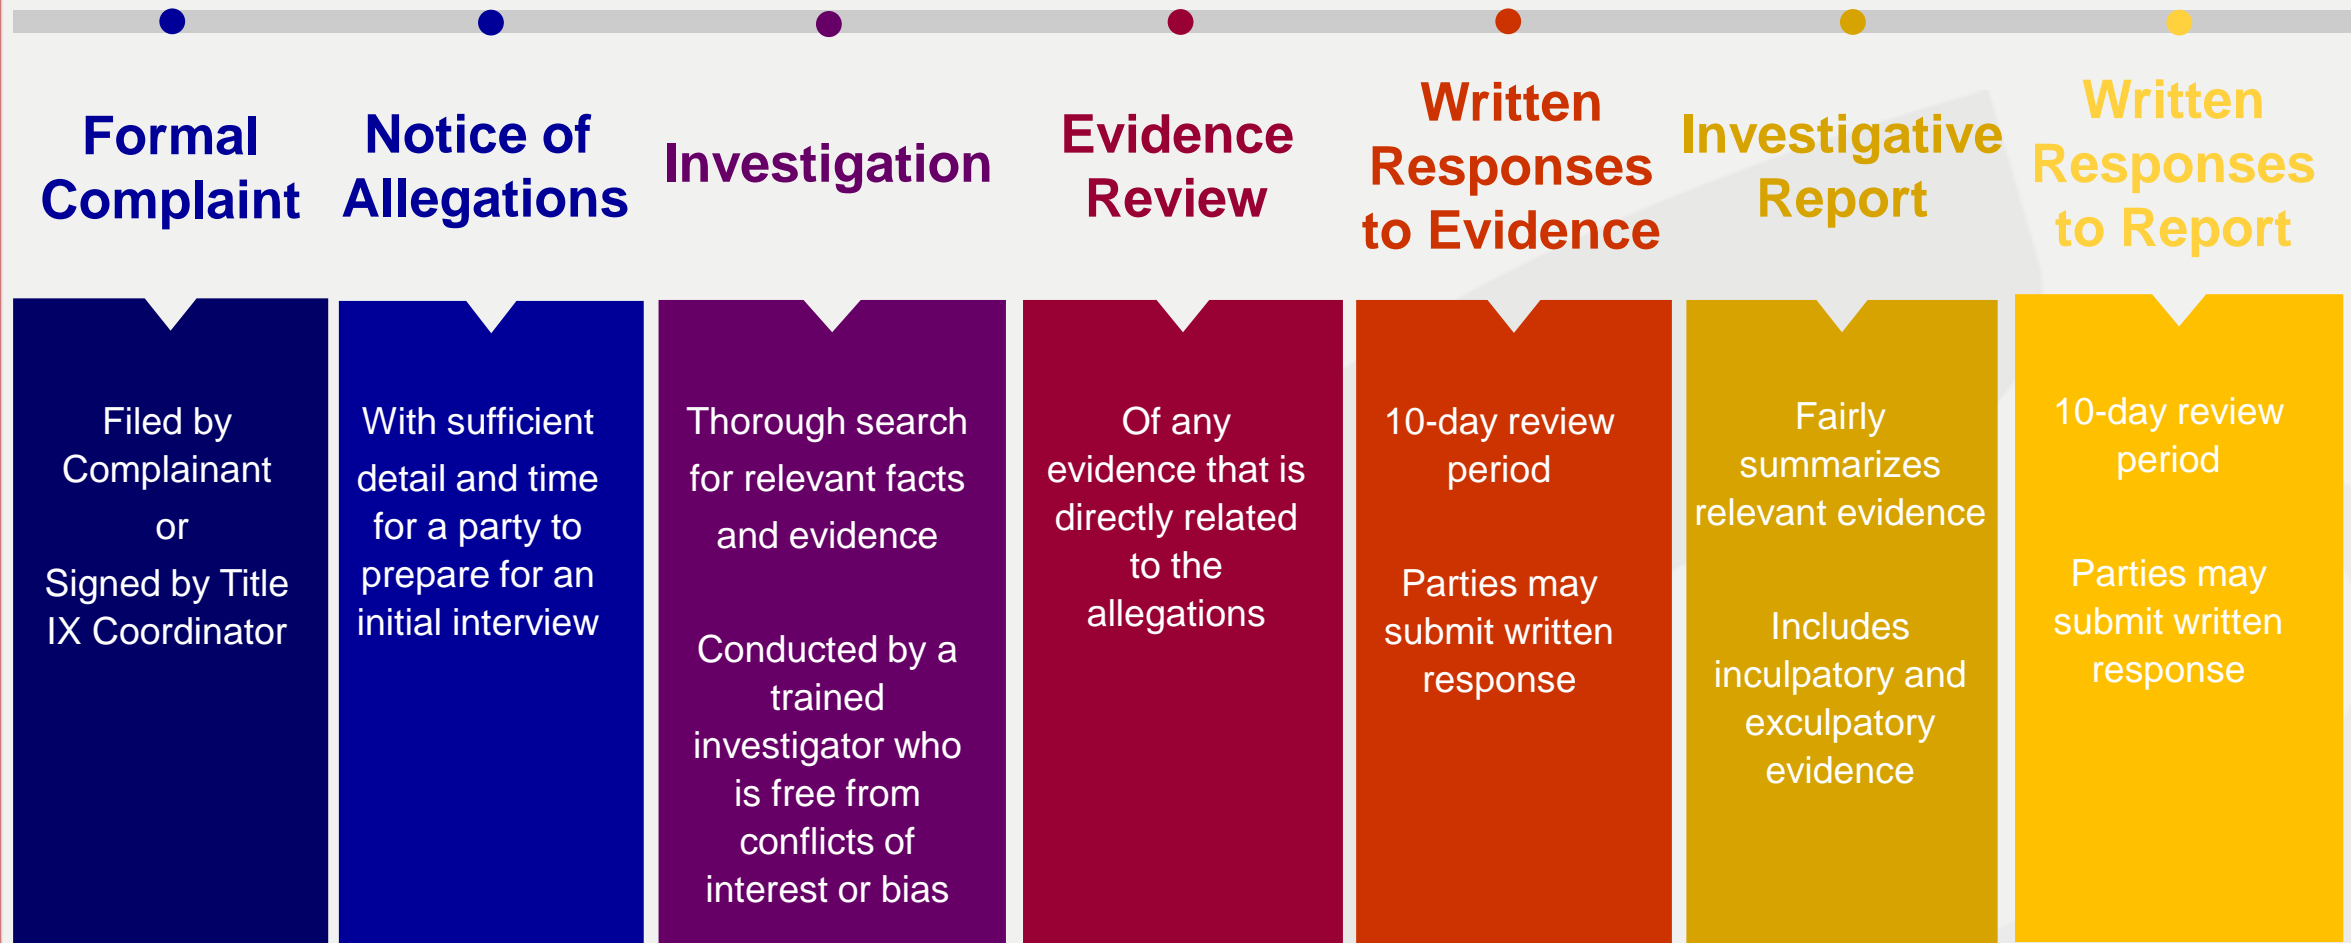 Formal
Complaint
Notice of
Allegations
Investigation
Evidence
Review
Written
Responses
to Evidence
Investigative
Report
Written
Responses
to Report
Filed by
Complainant
or
Signed by Title
IX Coordinator
With sufficient
detail and time
for a party to
prepare for an
initial interview
Thorough search
for relevant facts
and evidence
Conducted by a
trained
investigator who
is free from
conflicts of
interest or bias
Of any
evidence that is
directly related
to the
allegations
10-day review
period
Parties may
submit written
response
Fairly
summarizes
relevant evidence
Includes
inculpatory and
exculpatory
evidence
10-day review
period
Parties may
submit written
response